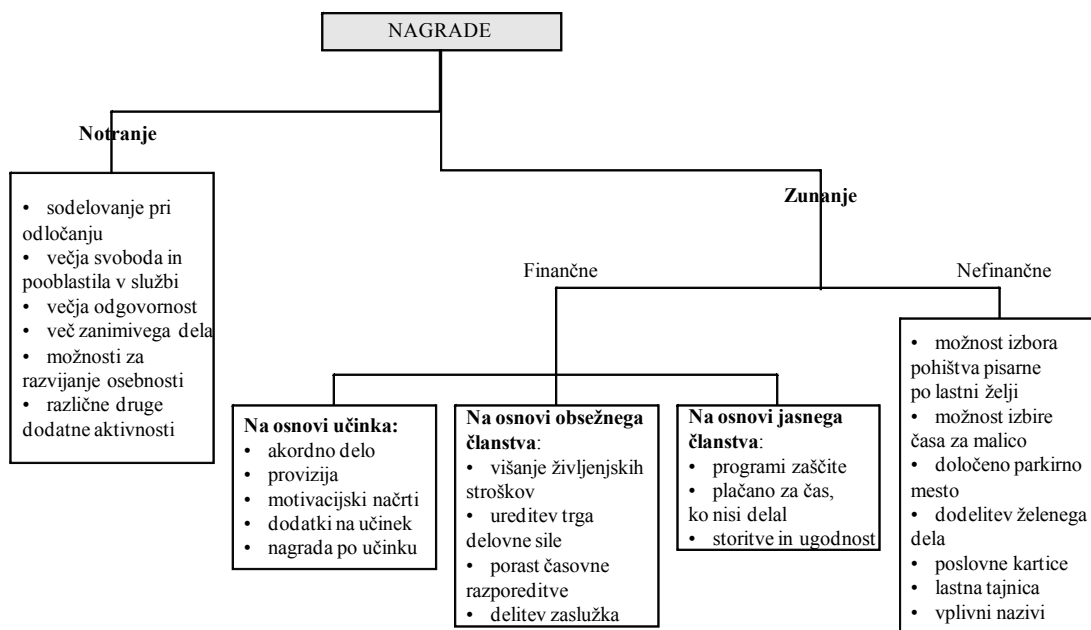 NAGRADE
Notranje
• sodelovanje pri
odločanju
• večja svoboda in
pooblastila v službi
• večja odgovornost
• več zanimivega dela
• možnosti za
razvijanje osebnosti
• različne druge
dodatne aktivnosti
Zunanje
Finančne
Nefinančne
Na osnovi učinka:
• akordno delo
• provizija
• motivacijski načrti
• dodatki na učinek
• nagrada po učinku
Na osnovi obsežnega
članstva:
• višanje življenjskih
stroškov
• ureditev trga
delovne sile
• porast časovne
razporeditve
• delitev zaslužka
Na osnovi jasnega
članstva:
• programi zaščite
• plačano za čas,
ko nisi delal
• storitve in ugodnost
• možnost izbora
pohištva pisarne
po lastni želji
• možnost izbire
časa za malico
• določeno parkirno
mesto
• dodelitev želenega
dela
• poslovne kartice
• lastna tajnica
• vplivni nazivi